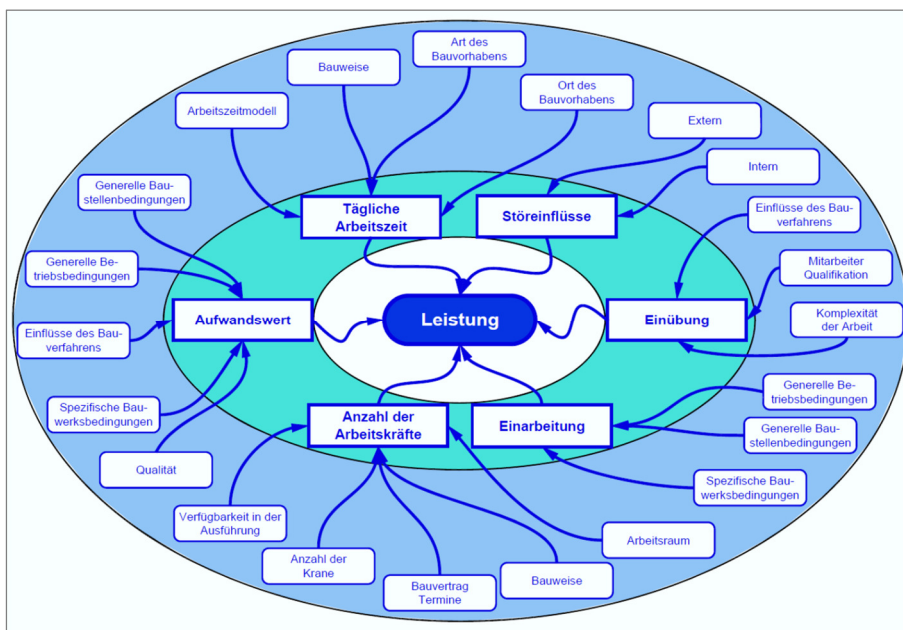 Art des
Bauvorhabens
Bauweise
Ort des
Bauvorhabens
Arbeitszeitmodell
Extern
Intern
Generelle Bau-
stellenbedingungen
Tägliche
Arbeitszeit
Störeinflüsse
Einflüsse des Bau-
verfahrens
Generelle Be-
triebsbedingungen
Mitarbeiter
Qualifikation
Aufwandswert
Leistung
Einübung
Einflüsse des Bau-
verfahrens
Komplexität
der Arbeit
Spezifische Bau-
werksbedingungen
Anzahl der
Arbeitskräfte
Einarbeitung
Generelle Be-
triebsbedingungen
Generelle Bau-
stellenbedingungen
Qualität
Spezifische Bau-
werksbedingungen
Verfügbarkeit in der
Ausführung
Arbeitsraum
Anzahl der
Krane
Bauvertrag
Termine
Bauweise